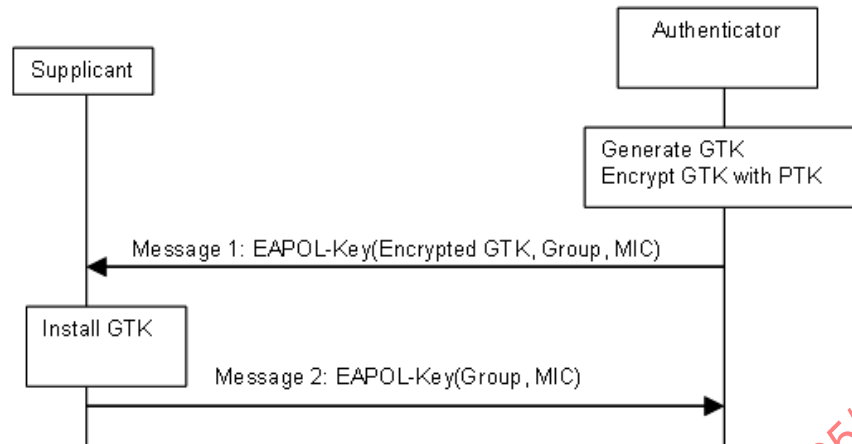 Authenticator
Supplicant
Generate GTK
Encrypt GTK with PTK
Message 1: EAPOL-Key(Encrypted GTK, Group, MIC)
Install GTK
Message 2: EAPOL-Key(Group, MIC)